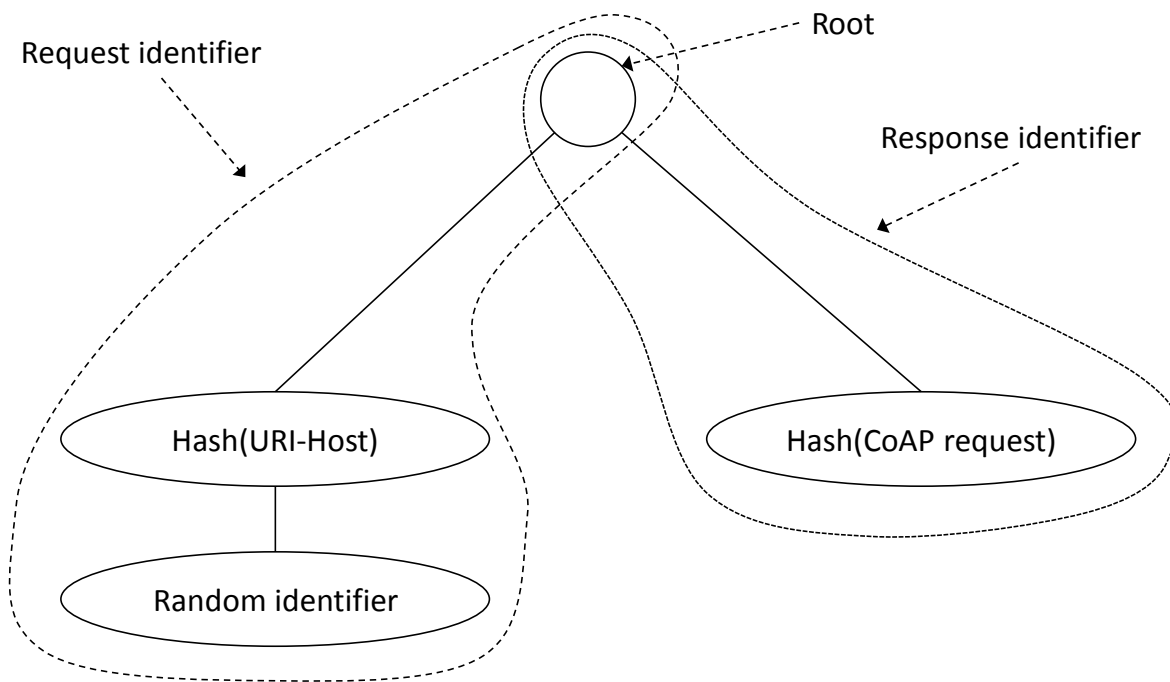 Root
Request identifier
Response identifier
Hash(URI-Host)
Hash(CoAP request)
Random identifier